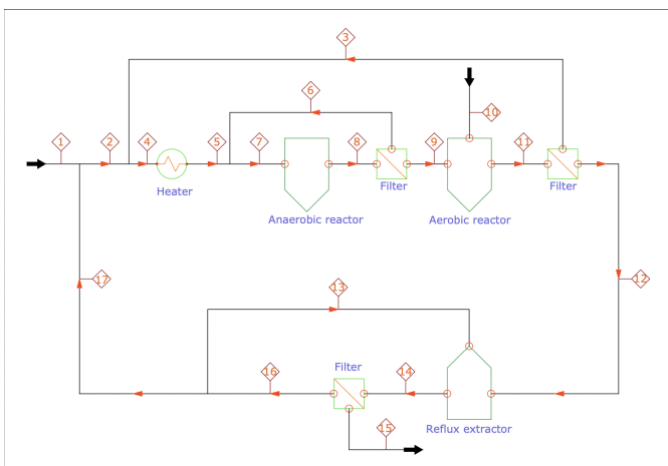 3
6
1
2
4
5
7
8
9
10
11
Heater
Anaerobic reactor
Filter
Aerobic reactor
Filter
17
12
13
Filter
16
14
Reflux extractor
15